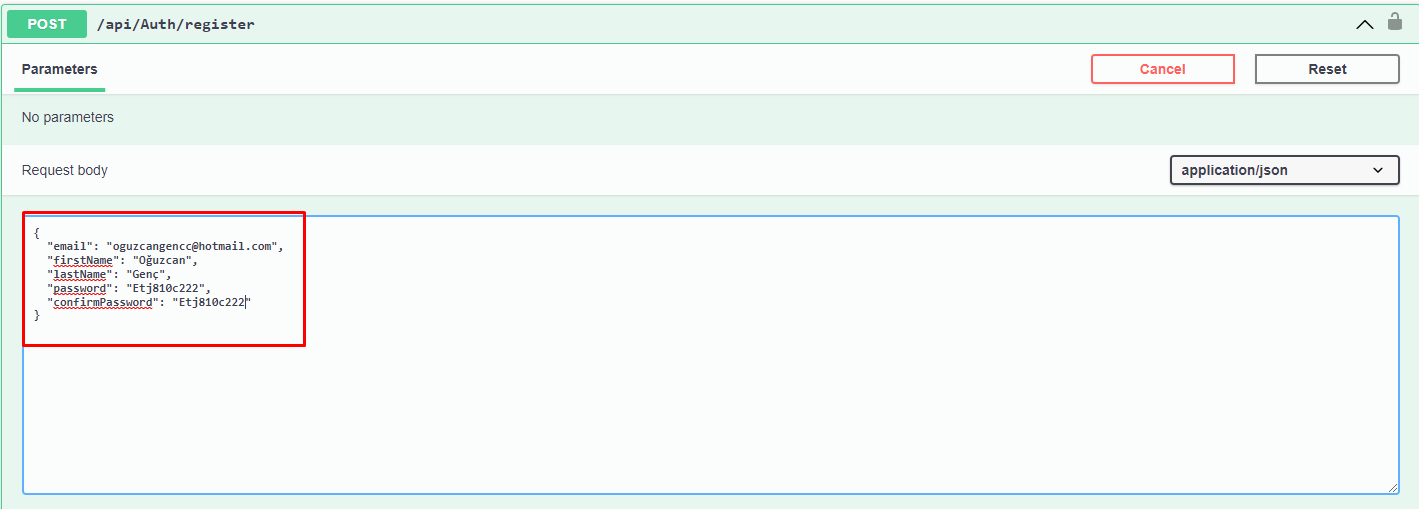 POST /api/Auth/register
Parameters
Cancel
Reset
No parameters
Request body
application/json
{
"email": "oguzcangencc@hotmail.com",
"firstName": "Oğuzcan",
"lastName": "Genç",
"password": "Etj810c222",
"confirmPassword": "Etj810c222"
}